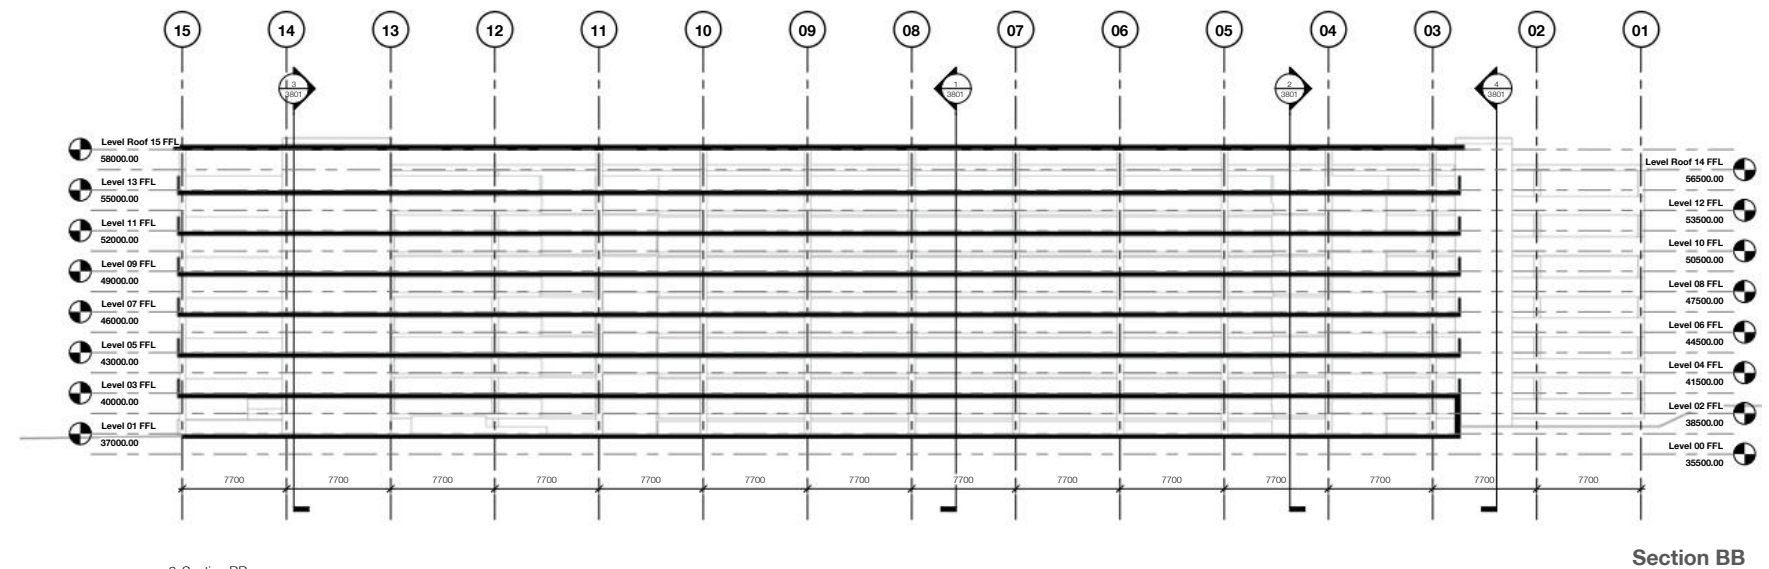 15 14 13 12 11 10 09 08 07 06 05 04 03 02 01
3
3801
1
3801
2
3801
4
3801
Level Roof 15 FFL
58000.00
Level 13 FFL
55000.00
Level 11 FFL
52000.00
Level 09 FFL
49000.00
Level 07 FFL
46000.00
Level 05 FFL
43000.00
Level 03 FFL
40000.00
Level 01 FFL
37000.00
Level Roof 14 FFL
56500.00
Level 12 FFL
53500.00
Level 10 FFL
50500.00
Level 08 FFL
47500.00
Level 06 FFL
44500.00
Level 04 FFL
41500.00
Level 02 FFL
38500.00
Level 00 FFL
35500.00
7700 7700 7700 7700 7700 7700 7700 7700 7700 7700 7700 7700 7700 7700
Section BB